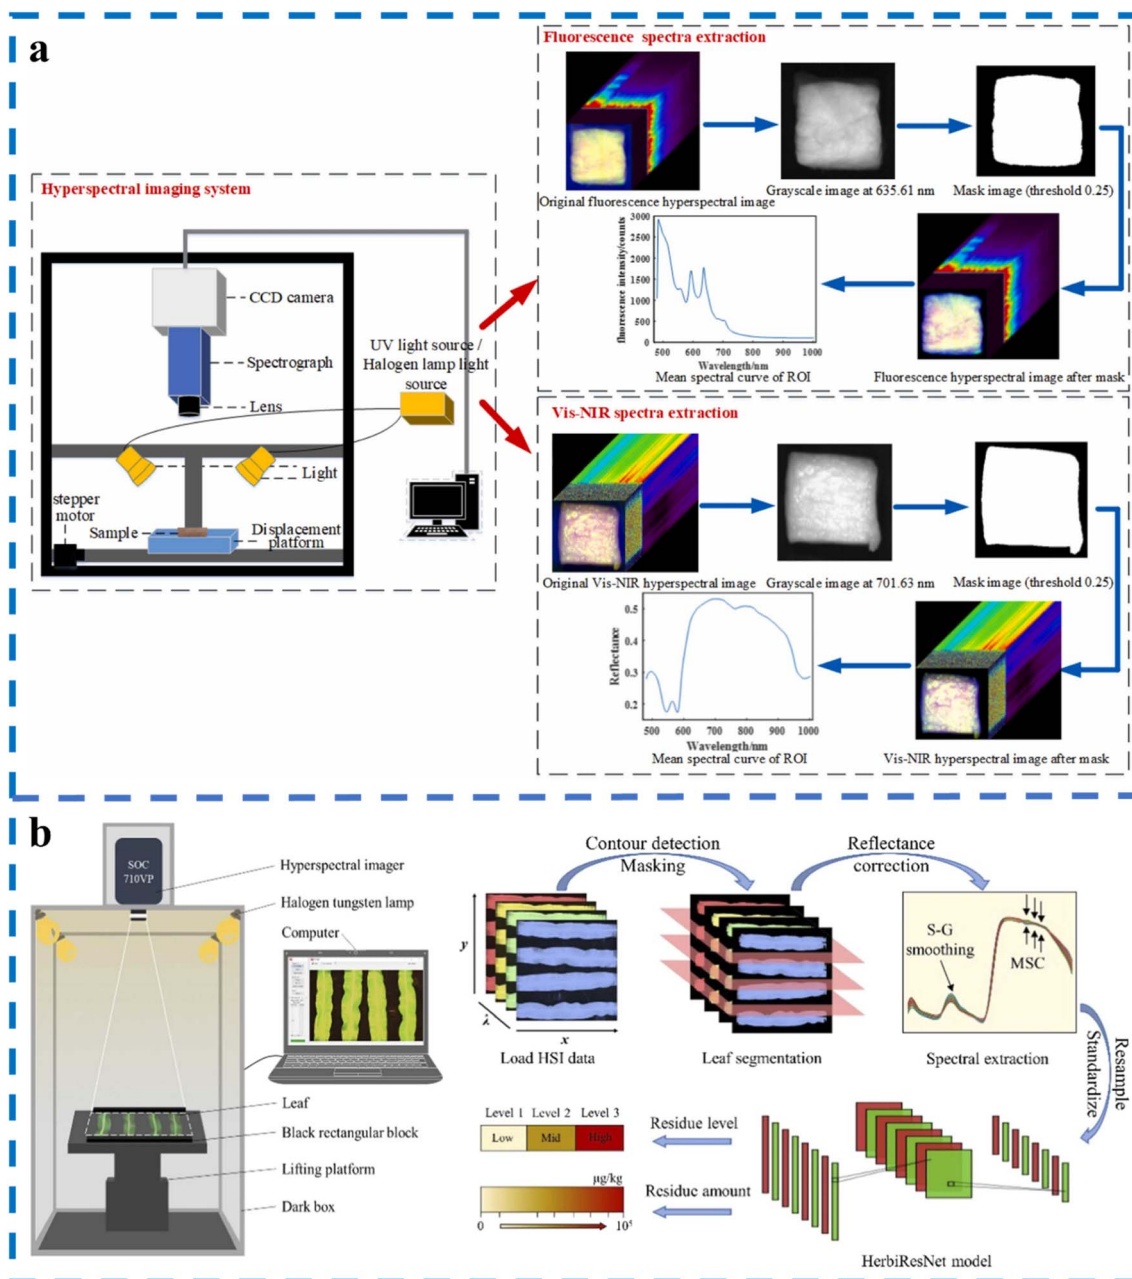 a
Hyperspectral imaging system
CCD camera
Spectrograph
Lens
UV light source /
Halogen lamp light
source
Light
stepper
motor
Sample
Displacement
platform
Fluorescence spectra extraction
Original fluorescence hyperspectral image
Grayscale image at 635.61 nm
Mask image (threshold 0.25)
fluorescence intensity/counts
3000
2500
2000
1500
1000
500
0
500
600
700
800
900
1000
Wavelength/nm
Mean spectral curve of ROI
Fluorescence hyperspectral image after mask
Vis-NIR spectra extraction
Original Vis-NIR hyperspectral image
Grayscale image at 701.63 nm
Mask image (threshold 0.25)
Reflectance
0.5
0.4
0.3
0.2
500
600
700
800
900
1000
Wavelength/nm
Mean spectral curve of ROI
Vis-NIR hyperspectral image after mask
b
SOC
710VP
Hyperspectral imager
Halogen tungsten lamp
Computer
Leaf
Black rectangular block
Lifting platform
Dark box
Contour detection
Masking
Reflectance
correction
y
λ
x
Load HSI data
Leaf segmentation
S-G
smoothing
MSC
Spectral extraction
Resample
Standardize
Level 1 Level 2 Level 3
Low Mid High
Residue level
μg/kg
0
10⁵
Residue amount
HerbiResNet model